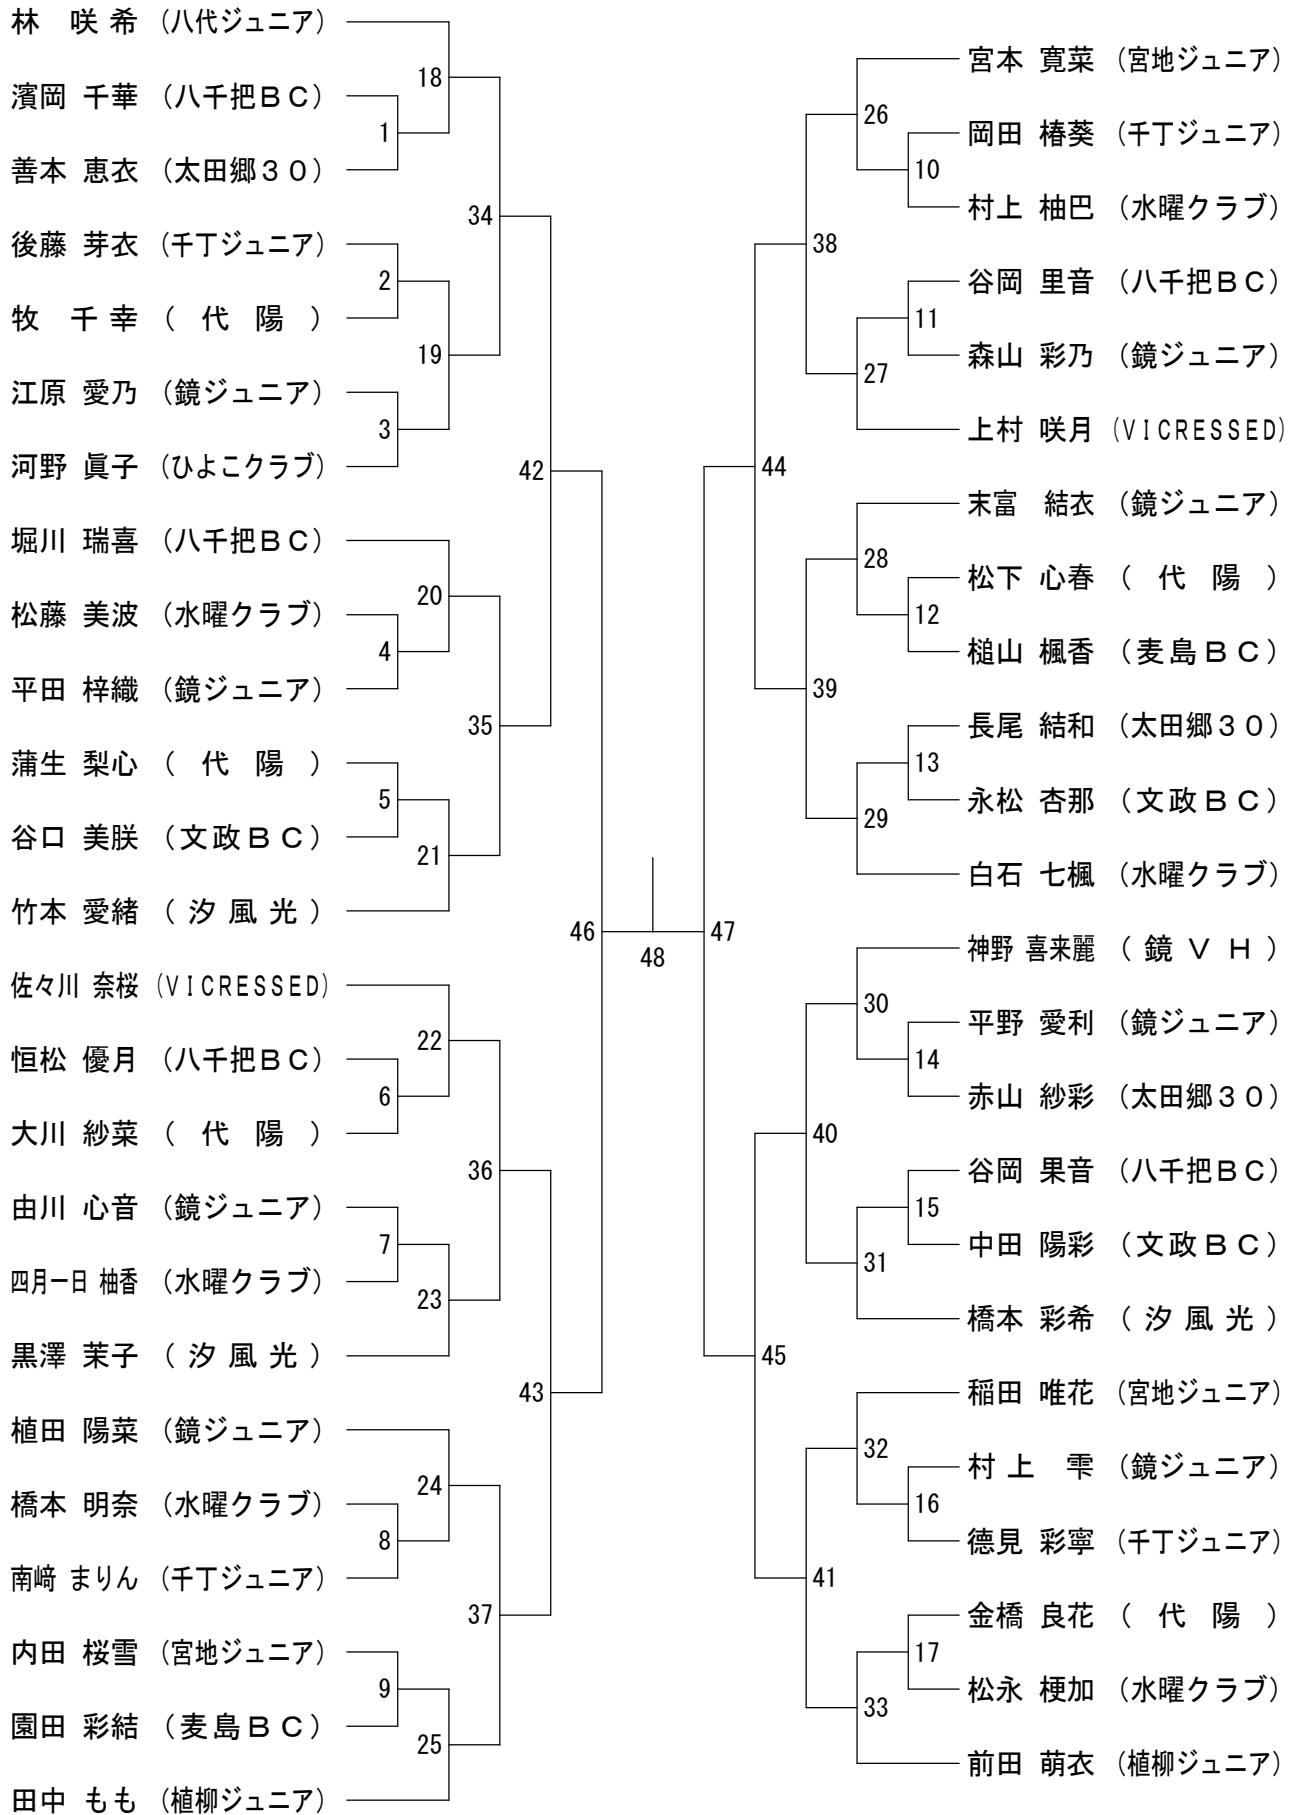 林 咲希 (八代ジュニア)
濱岡 千華 (八千把BC)
善本 恵衣 (太田郷30)
後藤 芽衣 (千丁ジュニア)
牧 千幸 (代陽)
江原 愛乃 (鏡ジュニア)
河野 眞子 (ひよこクラブ)
堀川 瑞喜 (八千把BC)
松藤 美波 (水曜クラブ)
平田 梓織 (鏡ジュニア)
蒲生 梨心 (代陽)
谷口 美朕 (文政BC)
竹本 愛緒 (汐風光)
佐々川 奈桜 (VICRESSED)
恒松 優月 (八千把BC)
大川 紗菜 (代陽)
由川 心音 (鏡ジュニア)
四月一日 柚香 (水曜クラブ)
黒澤 茉子 (汐風光)
植田 陽菜 (鏡ジュニア)
橋本 明奈 (水曜クラブ)
南﨑 まりん (千丁ジュニア)
内田 桜雪 (宮地ジュニア)
園田 彩結 (麦島BC)
田中 もも (植柳ジュニア)
1
2
3
4
5
6
7
8
9
18
19
20
21
22
23
24
25
34
35
36
37
42
43
46
48
47
44
45
38
39
40
41
26
27
28
29
30
31
32
33
10
11
12
13
14
15
16
17
宮本 寛菜 (宮地ジュニア)
岡田 椿葵 (千丁ジュニア)
村上 柚巴 (水曜クラブ)
谷岡 里音 (八千把BC)
森山 彩乃 (鏡ジュニア)
上村 咲月 (VICRESSED)
末富 結衣 (鏡ジュニア)
松下 心春 (代陽)
槌山 楓香 (麦島BC)
長尾 結和 (太田郷30)
永松 杏那 (文政BC)
白石 七楓 (水曜クラブ)
神野 喜来麗 (鏡VH)
平野 愛利 (鏡ジュニア)
赤山 紗彩 (太田郷30)
谷岡 果音 (八千把BC)
中田 陽彩 (文政BC)
橋本 彩希 (汐風光)
稲田 唯花 (宮地ジュニア)
村上 雫 (鏡ジュニア)
德見 彩寧 (千丁ジュニア)
金橋 良花 (代陽)
松永 梗加 (水曜クラブ)
前田 萌衣 (植柳ジュニア)